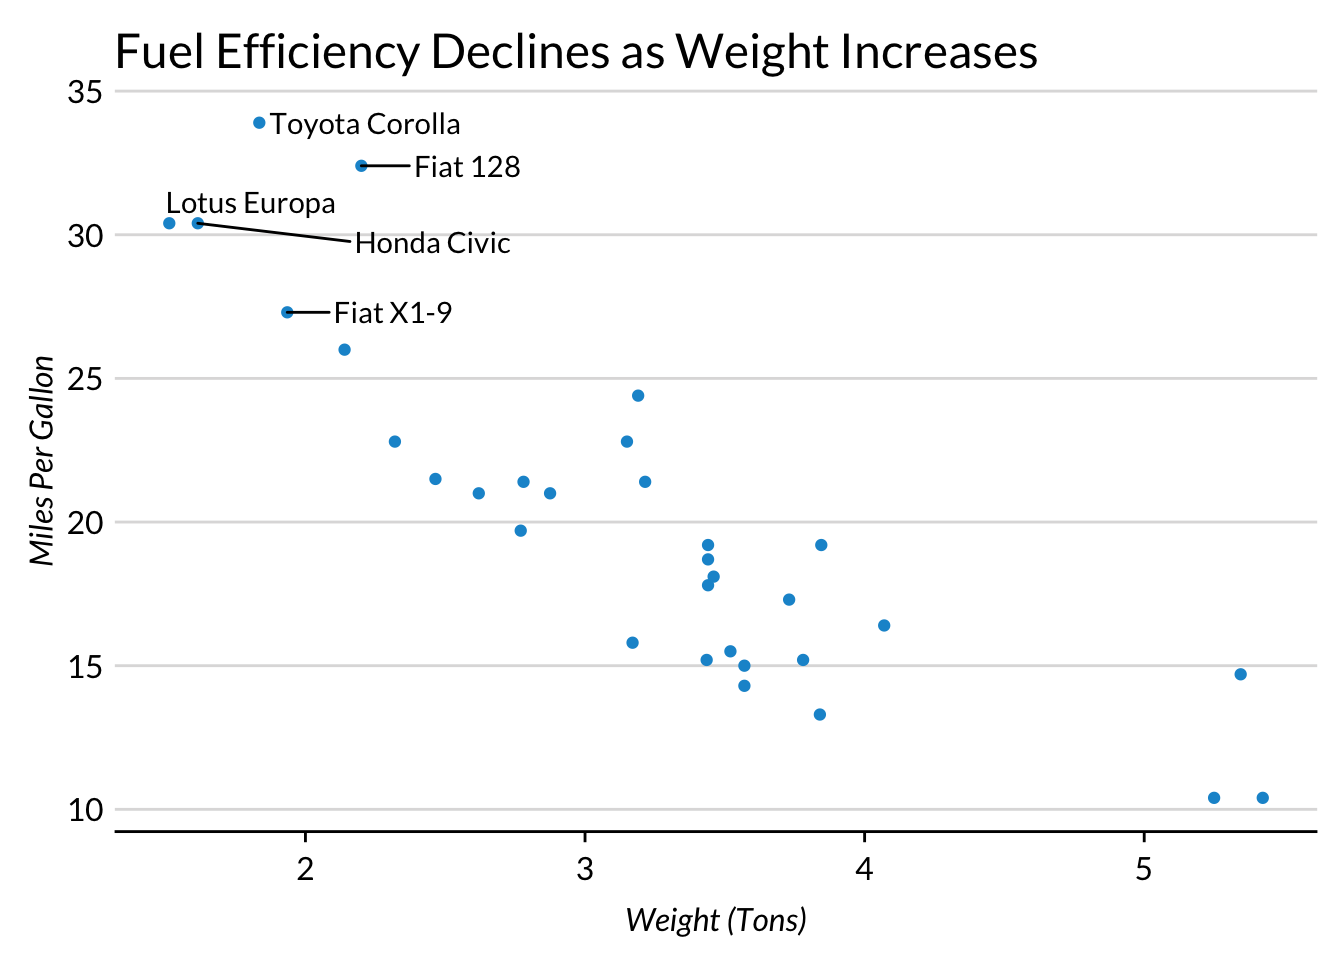 Fuel Efficiency Declines as Weight Increases
35
Toyota Corolla
Fiat 128
Lotus Europa
30
Honda Civic
Fiat X1-9
25
20
15
10
Miles Per Gallon
2 3 4 5
Weight (Tons)